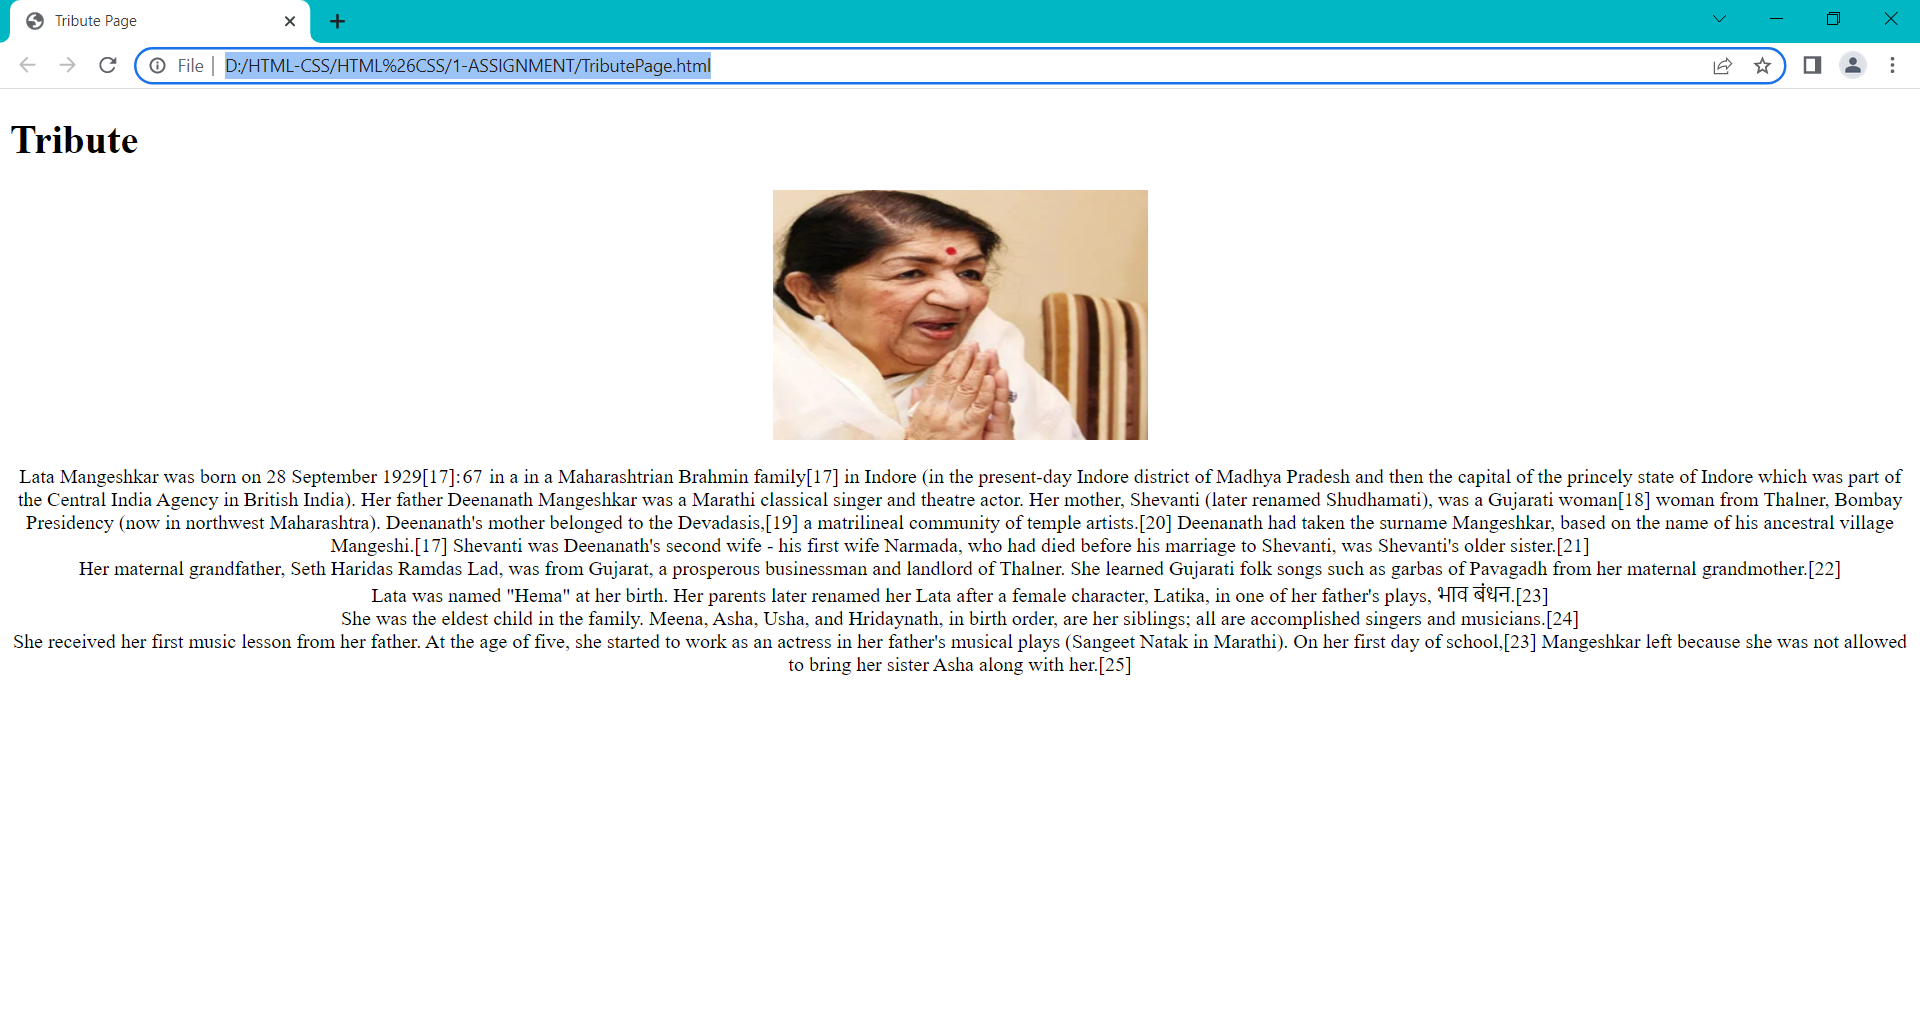 Tribute Page
File
D:/HTML-CSS/HTML%26CSS/1-ASSIGNMENT/TributePage.html
Tribute
Lata Mangeshkar was born on 28 September 1929[17]:67 in a in a Maharashtrian Brahmin family[17] in Indore (in the present-day Indore district of Madhya Pradesh and then the capital of the princely state of Indore which was part of
the Central India Agency in British India). Her father Deenanath Mangeshkar was a Marathi classical singer and theatre actor. Her mother, Shevanti (later renamed Shudhamati), was a Gujarati woman[18] woman from Thalner, Bombay
Presidency (now in northwest Maharashtra). Deenanath's mother belonged to the Devadasis,[19] a matrilineal community of temple artists.[20] Deenanath had taken the surname Mangeshkar, based on the name of his ancestral village
Mangeshi.[17] Shevanti was Deenanath's second wife - his first wife Narmada, who had died before his marriage to Shevanti, was Shevanti's older sister.[21]
Her maternal grandfather, Seth Haridas Ramdas Lad, was from Gujarat, a prosperous businessman and landlord of Thalner. She learned Gujarati folk songs such as garbas of Pavagadh from her maternal grandmother.[22]
Lata was named "Hema" at her birth. Her parents later renamed her Lata after a female character, Latika, in one of her father's plays, भाव बंधन.[23]
She was the eldest child in the family. Meena, Asha, Usha, and Hridaynath, in birth order, are her siblings; all are accomplished singers and musicians.[24]
She received her first music lesson from her father. At the age of five, she started to work as an actress in her father's musical plays (Sangeet Natak in Marathi). On her first day of school,[23] Mangeshkar left because she was not allowed
to bring her sister Asha along with her.[25]